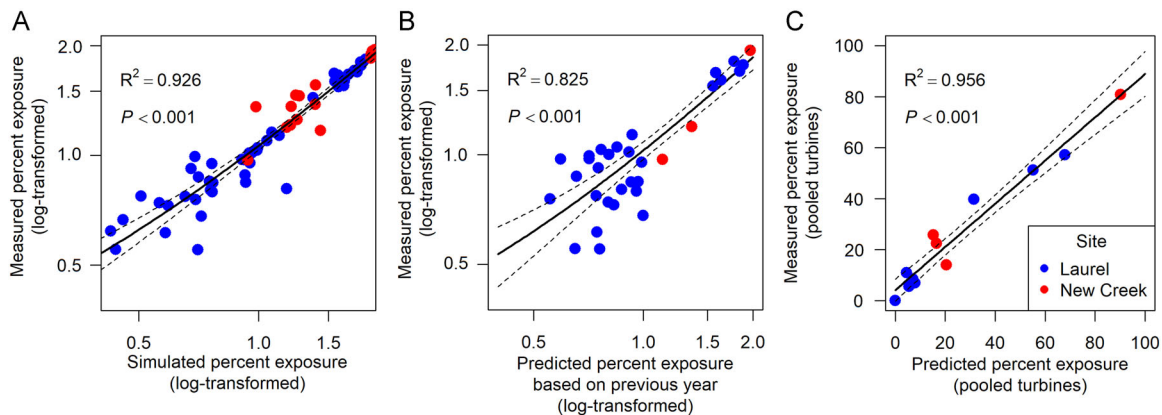 A
Measured percent exposure
(log-transformed)
2.0
1.5
1.0
0.5
R² = 0.926
P < 0.001
0.5 1.0 1.5
Simulated percent exposure
(log-transformed)
B
Measured percent exposure
(log-transformed)
2.0
1.5
1.0
0.5
R² = 0.825
P < 0.001
0.5 1.0 1.5 2.0
Predicted percent exposure
based on previous year
(log-transformed)
C
Measured percent exposure
(pooled turbines)
100
80
60
40
20
0
R² = 0.956
P < 0.001
Site
Laurel
New Creek
0 20 40 60 80 100
Predicted percent exposure
(pooled turbines)